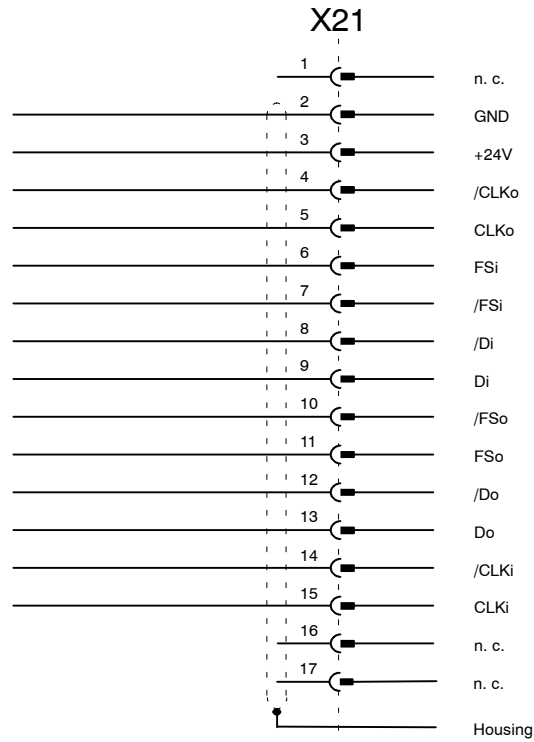 X21
1 n. c.
2 GND
3 +24V
4 /CLKo
5 CLKo
6 FSi
7 /FSi
8 /Di
9 Di
10 /FSo
11 FSo
12 /Do
13 Do
14 /CLKi
15 CLKi
16 n. c.
17 n. c.
Housing